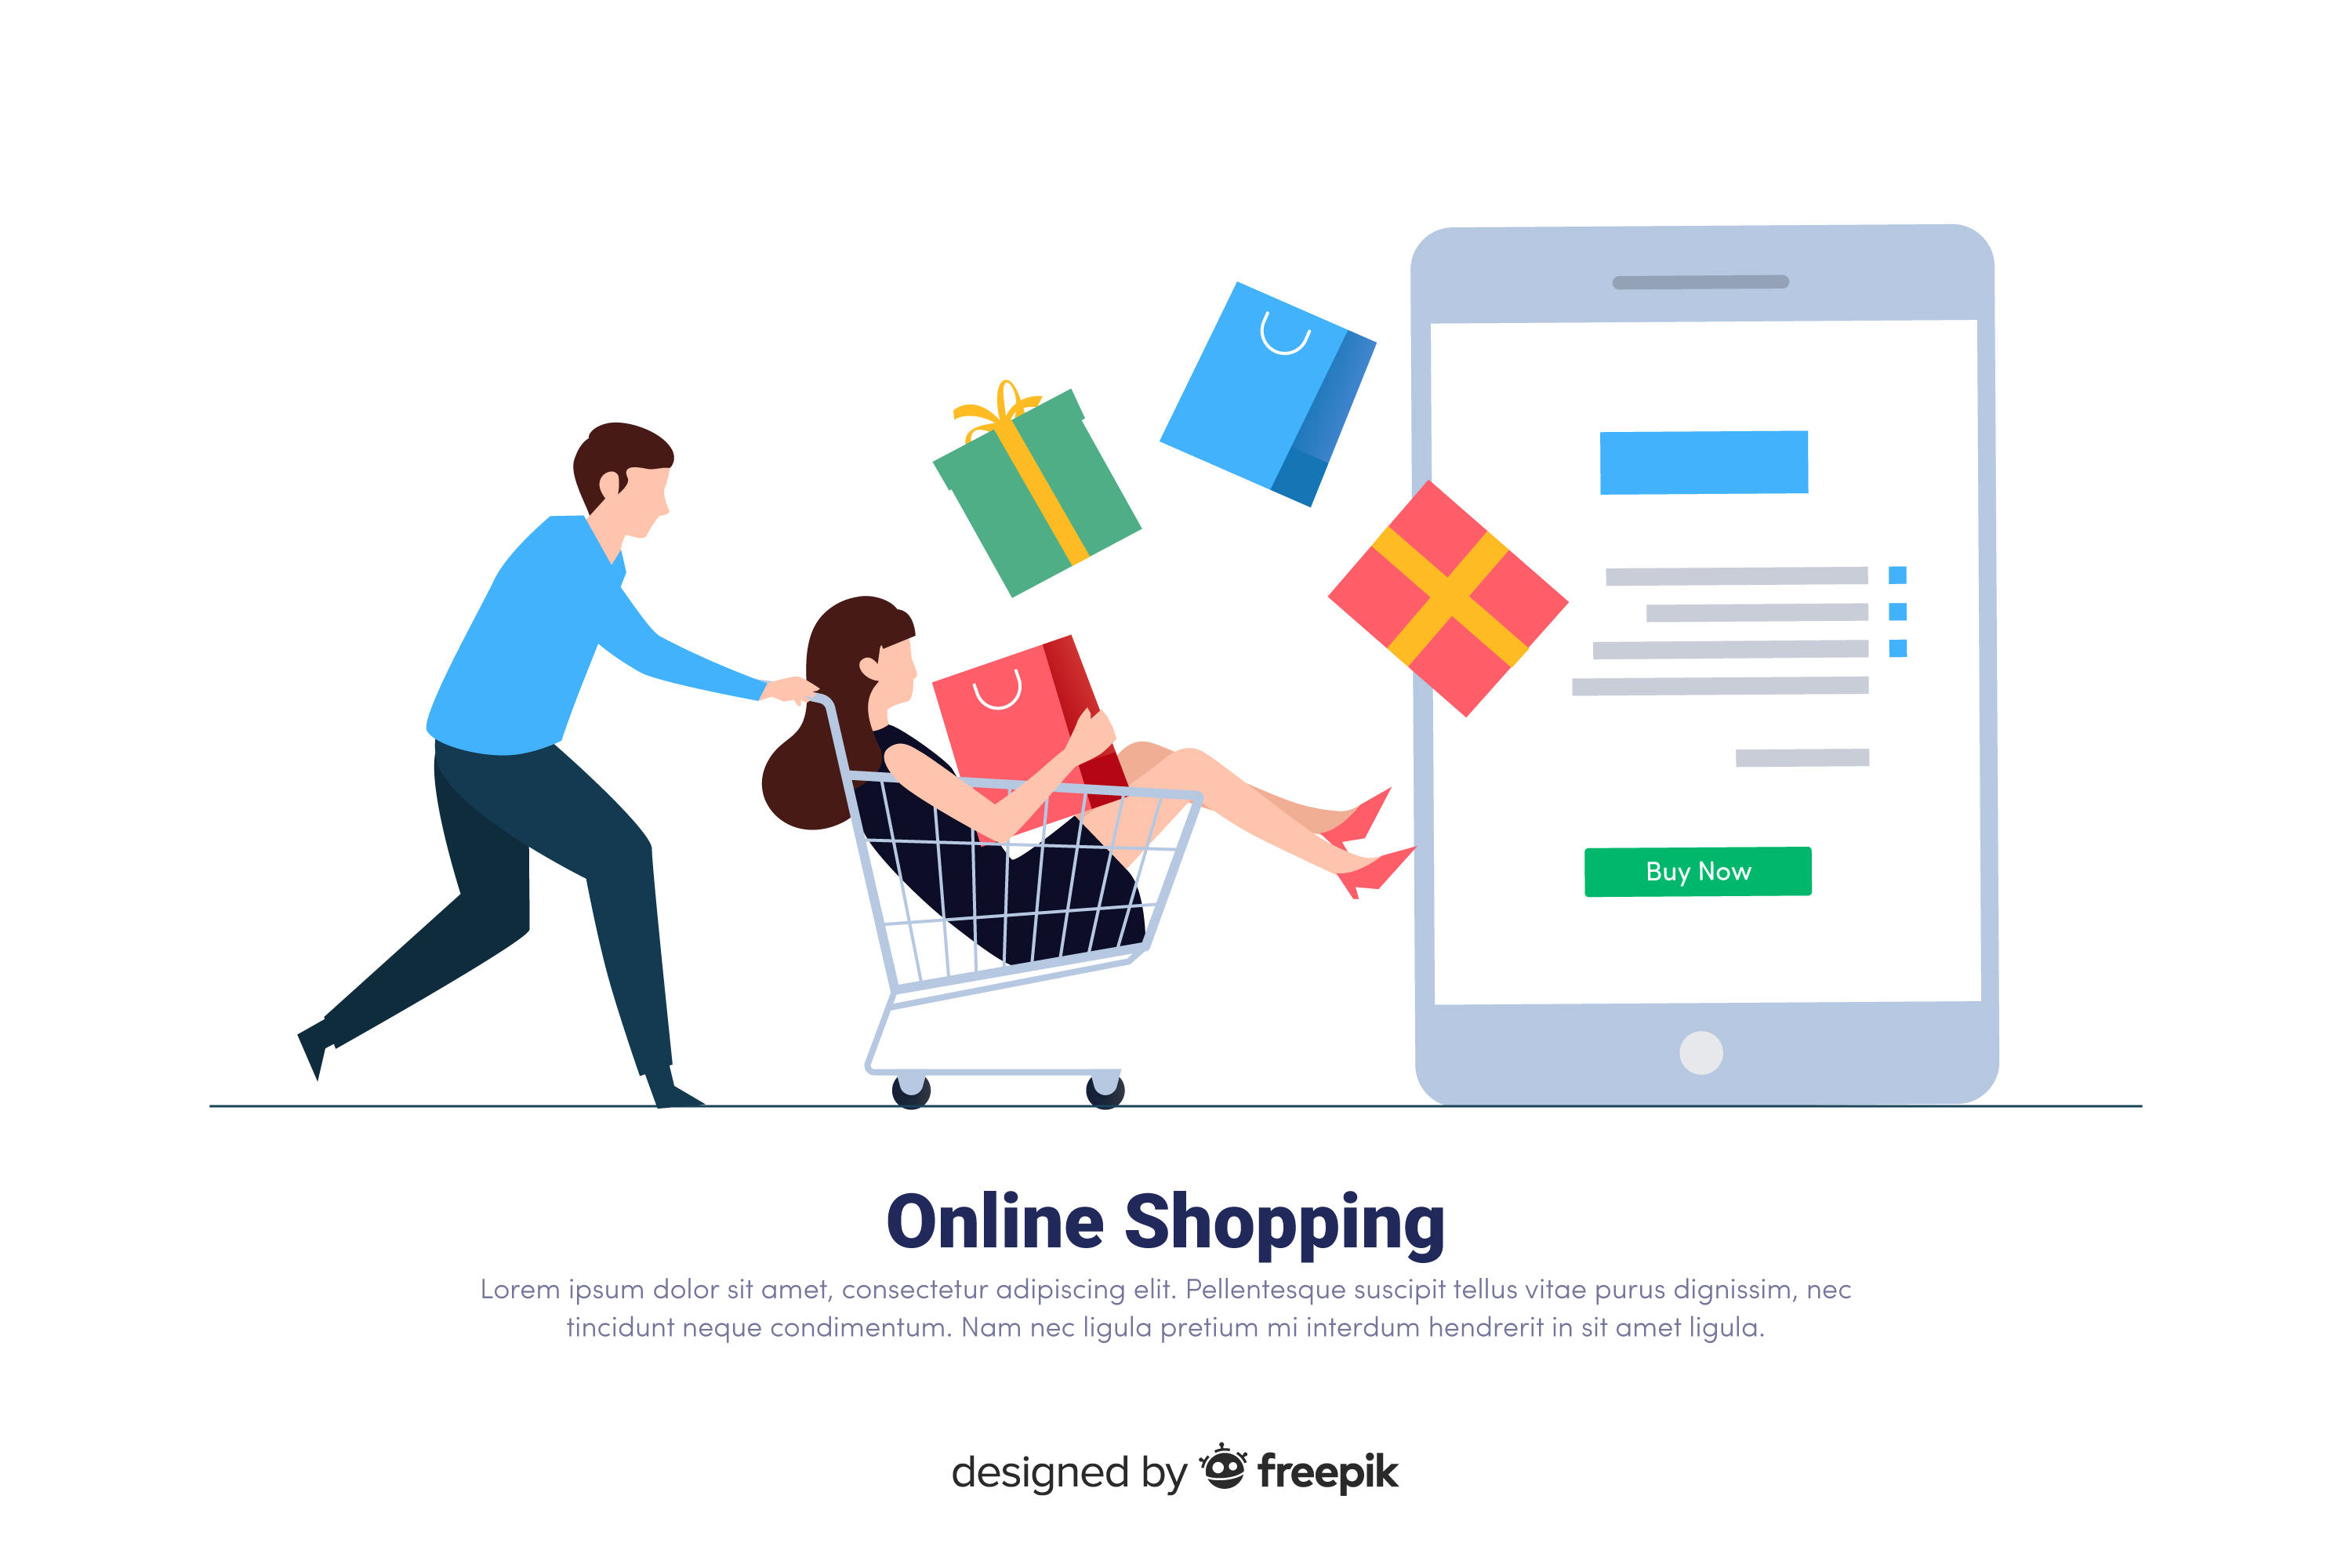 Buy Now
Online Shopping
Lorem ipsum dolor sit amet, consectetur adipiscing elit. Pellentesque suscipit tellus vitae purus dignissim, nec
tincidunt neque condimentum. Nam nec ligula pretium mi interdum hendrerit in sit amet ligula.
designed by freepik